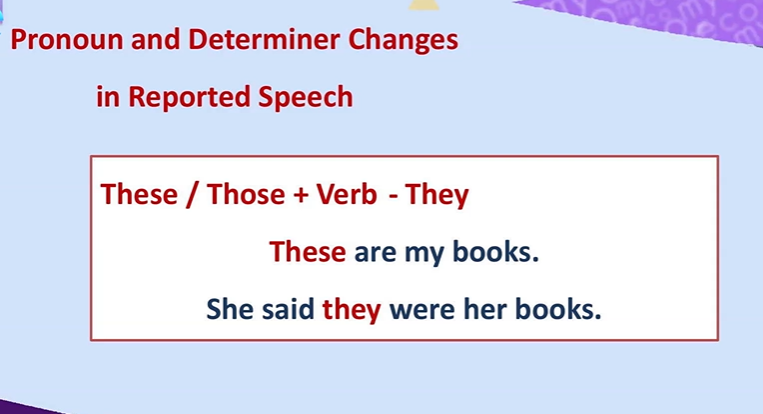 Pronoun and Determiner Changes
in Reported Speech
These / Those + Verb - They
These are my books.
She said they were her books.